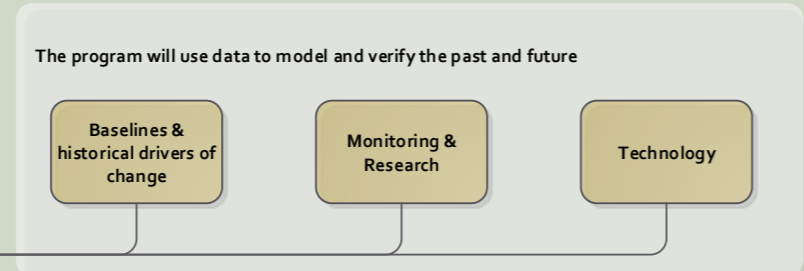 The program will use data to model and verify the past and future
Baselines &
historical drivers of
change
Monitoring &
Research
Technology